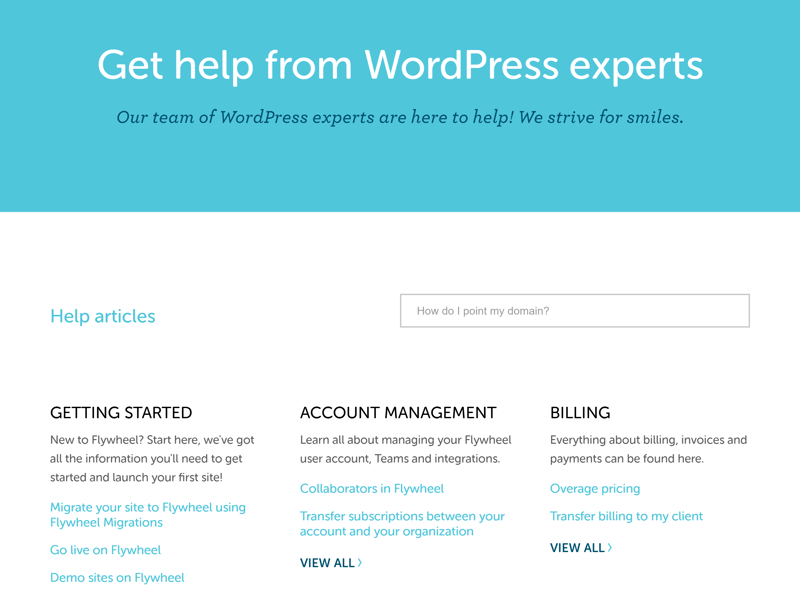 Get help from WordPress experts
Our team of WordPress experts are here to help! We strive for smiles.
Help articles
How do I point my domain?
GETTING STARTED
New to Flywheel? Start here, we've got
all the information you'll need to get
started and launch your first site!
Migrate your site to Flywheel using
Flywheel Migrations
Go live on Flywheel
Demo sites on Flywheel
ACCOUNT MANAGEMENT
Learn all about managing your Flywheel
user account, Teams and integrations.
Collaborators in Flywheel
Transfer subscriptions between your
account and your organization
VIEW ALL ›
BILLING
Everything about billing, invoices and
payments can be found here.
Overage pricing
Transfer billing to my client
VIEW ALL ›